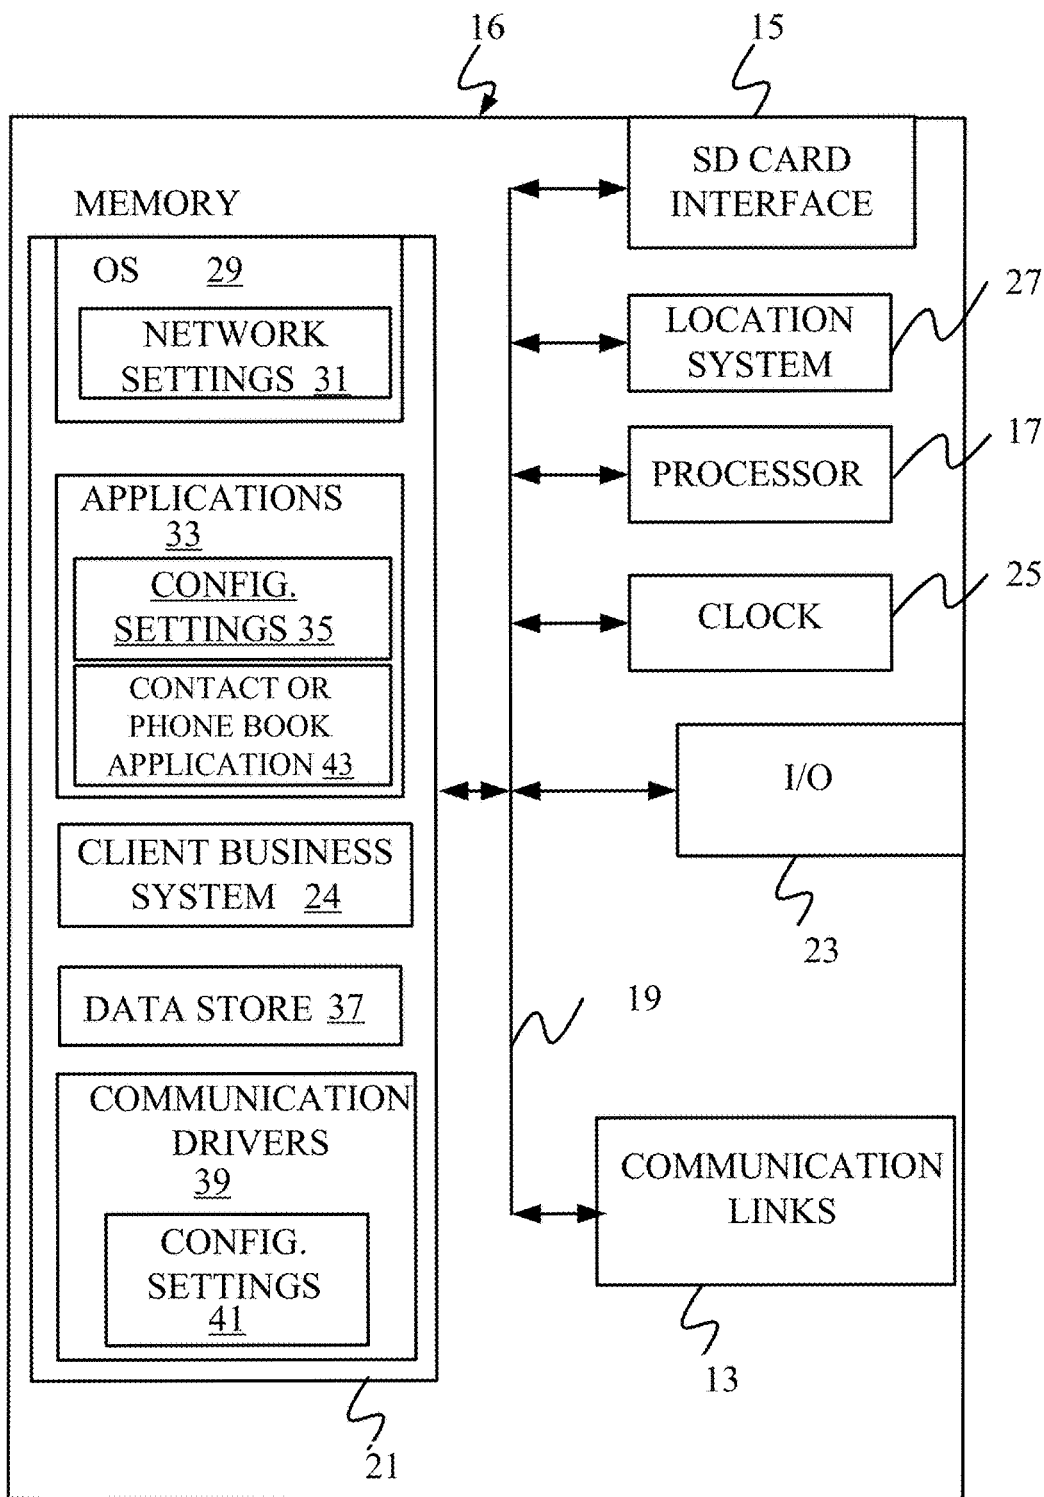 16
15
SD CARD
INTERFACE
MEMORY
OS 29
NETWORK
SETTINGS 31
27
LOCATION
SYSTEM
17
PROCESSOR
APPLICATIONS
33
CONFIG.
SETTINGS 35
25
CLOCK
CONTACT OR
PHONE BOOK
APPLICATION 43
I/O
23
CLIENT BUSINESS
SYSTEM 24
DATA STORE 37
19
COMMUNICATION
DRIVERS
39
CONFIG.
SETTINGS
41
COMMUNICATION
LINKS
13
21